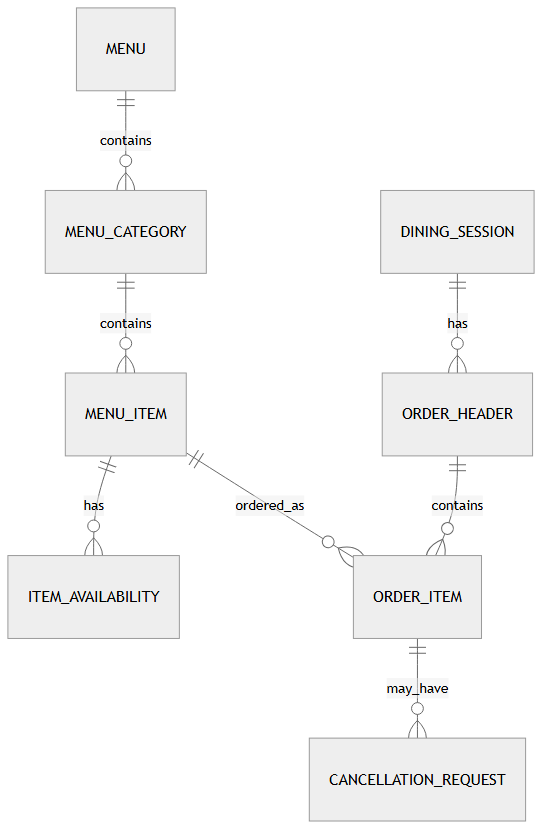 MENU
contains
MENU_CATEGORY
DINING_SESSION
contains
has
MENU_ITEM
ORDER_HEADER
has
ordered_as
contains
ITEM_AVAILABILITY
ORDER_ITEM
may_have
CANCELLATION_REQUEST